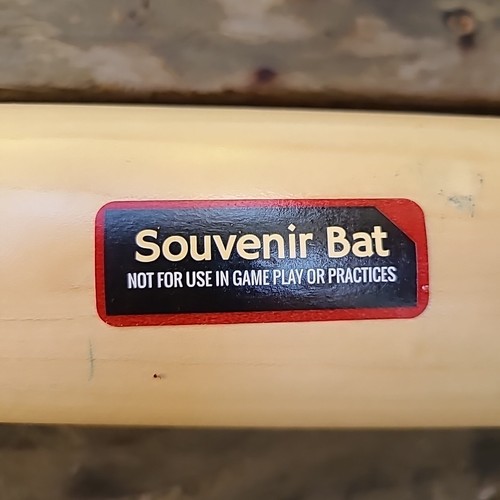 Souvenir Bat
NOT FOR USE IN GAME PLAY OR PRACTICES